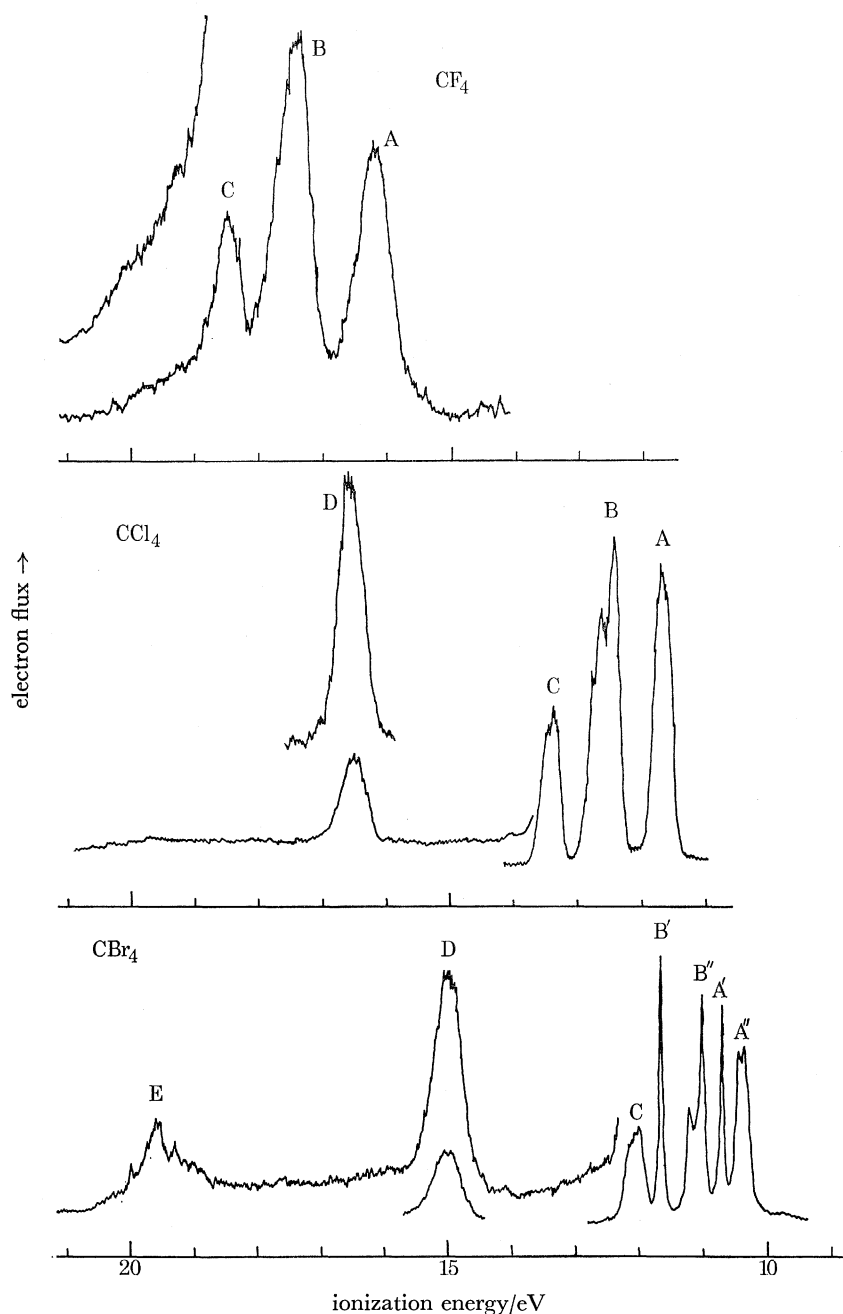 B
CF₄
A
C
D
B
CCl₄
A
electron flux →
C
B′
CBr₄
D
B″
A′
A″
E
C
20
15
10
ionization energy/eV